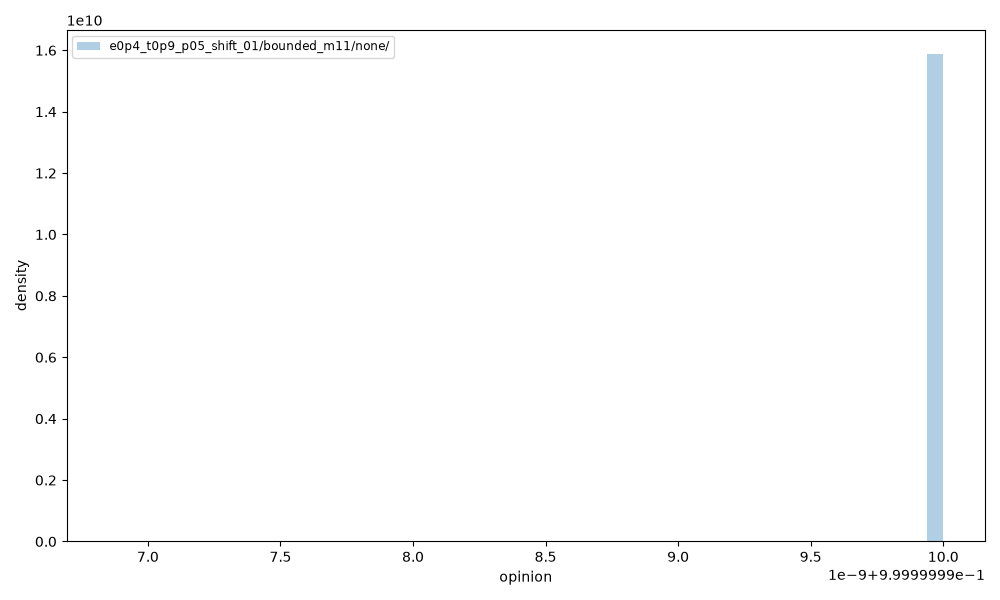 1e10
e0p4_t0p9_p05_shift_01/bounded_m11/none/
1.6
1.4
1.2
1.0
0.8
0.6
0.4
0.2
0.0
density
7.0 7.5 8.0 8.5 9.0 9.5 10.0
opinion
1e−9+9.9999999e−1